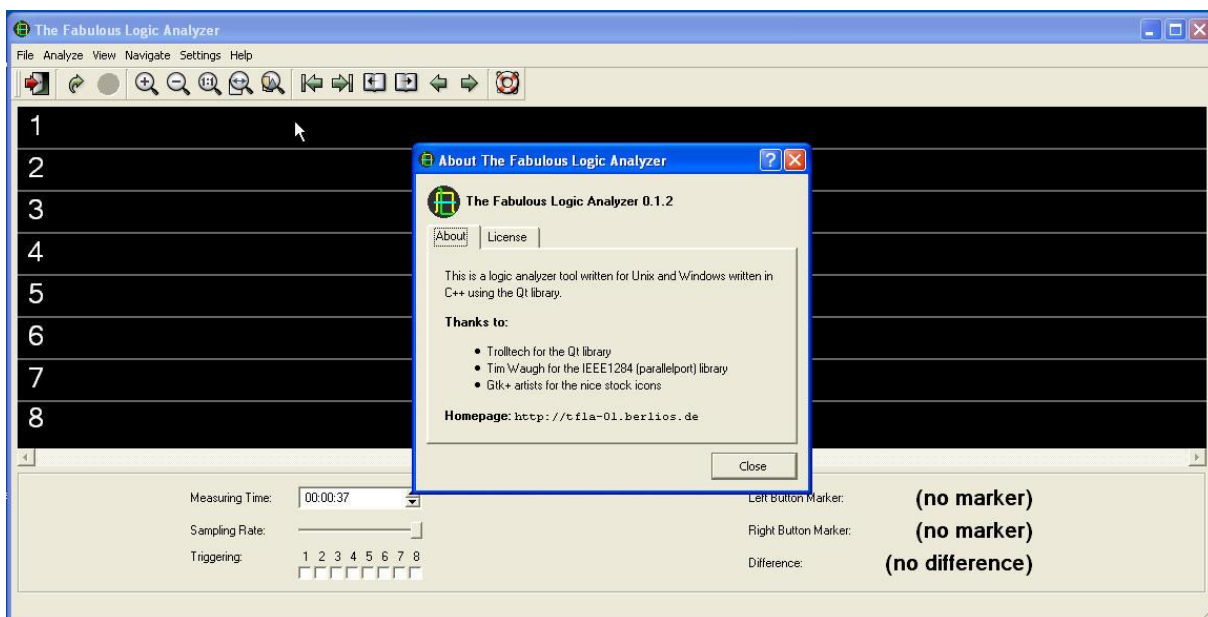 The Fabulous Logic Analyzer
File Analyze View Navigate Settings Help
1:1
1
2
3
4
5
6
7
8
About The Fabulous Logic Analyzer
The Fabulous Logic Analyzer 0.1.2
About License
This is a logic analyzer tool written for Unix and Windows written in
C++ using the Qt library.
Thanks to:
• Trolltech for the Qt library
• Tim Waugh for the IEEE1284 (parallelport) library
• Gtk+ artists for the nice stock icons
Homepage: http://tfla-01.berlios.de
Close
Measuring Time: 00:00:37
Sampling Rate:
Triggering: 1 2 3 4 5 6 7 8
Left Button Marker: (no marker)
Right Button Marker: (no marker)
Difference: (no difference)